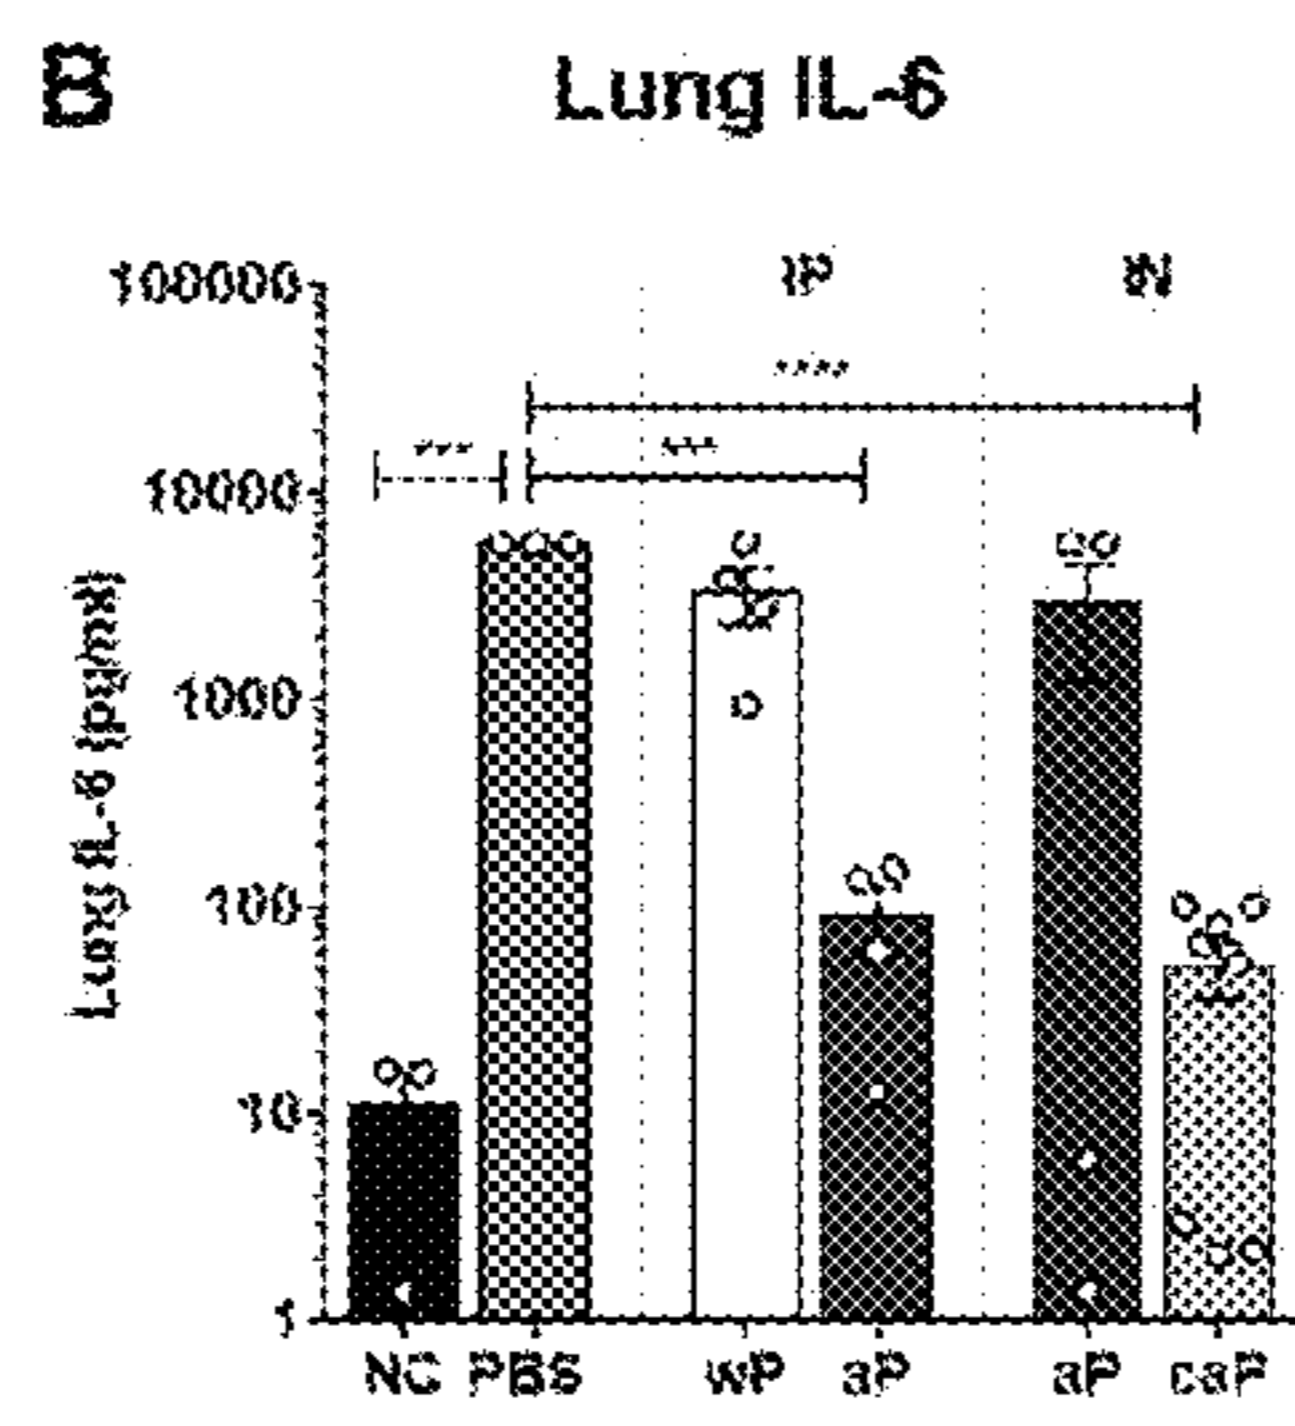 B
Lung IL-6
IP
IN
****
***
***
100000
10000
1000
100
10
1
Lung IL-6 (pg/ml)
NC PBS wP aP aP caP